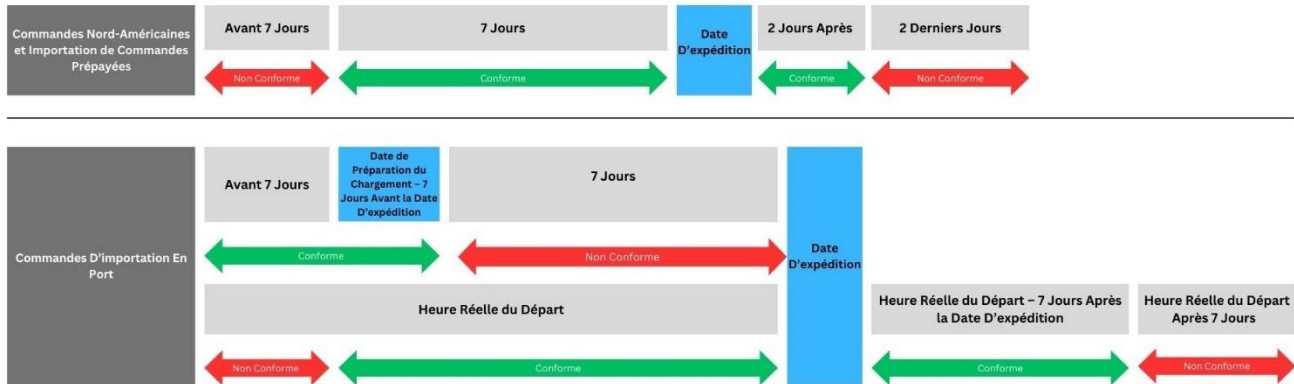 Commandes Nord-Américaines
et Importation de Commandes
Prépayées
Avant 7 Jours
7 Jours
Date
D'expédition
2 Jours Après
2 Derniers Jours
Non Conforme
Conforme
Conforme
Non Conforme
Commandes D'importation En
Port
Avant 7 Jours
Date de
Préparation du
Chargement – 7
Jours Avant la Date
D'expédition
7 Jours
Conforme
Non Conforme
Date
D'expédition
Heure Réelle du Départ
Heure Réelle du Départ – 7 Jours Après
la Date D'expédition
Heure Réelle du Départ
Après 7 Jours
Non Conforme
Conforme
Conforme
Non Conforme